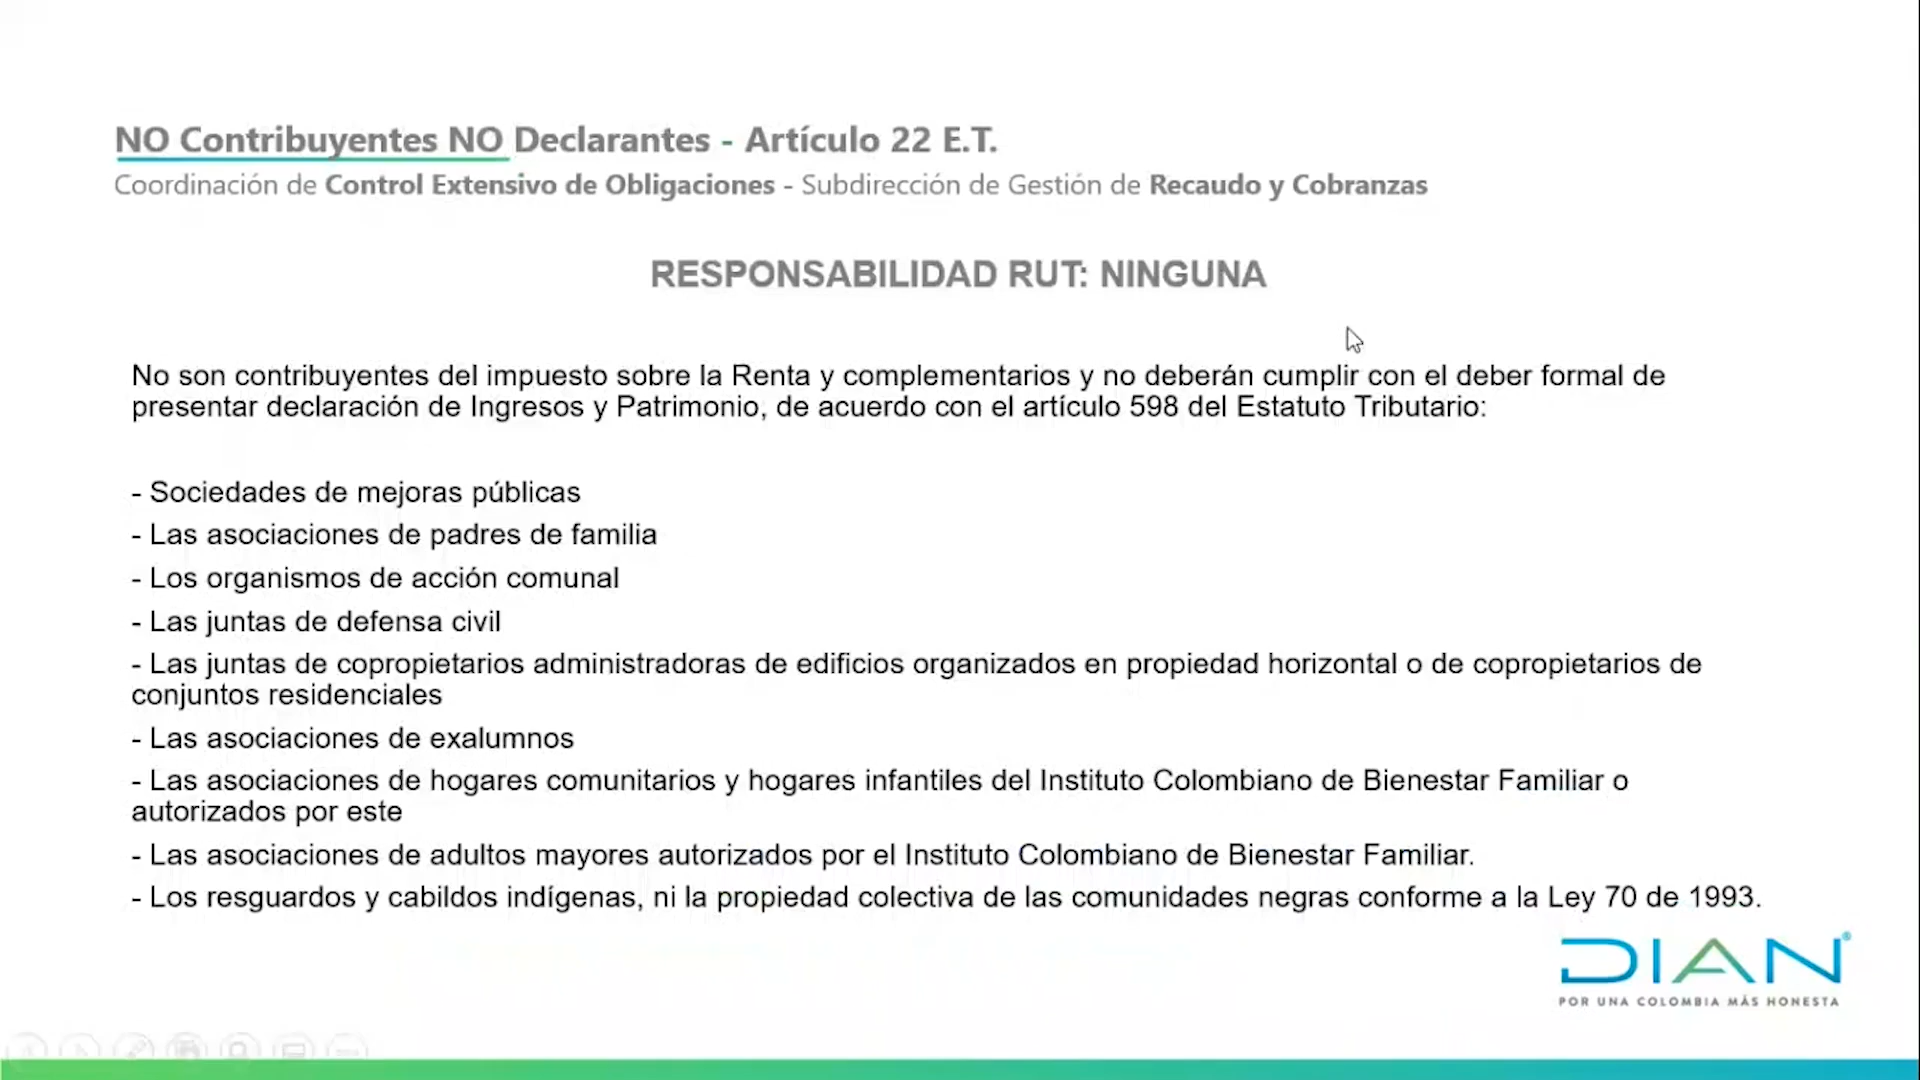 NO Contribuyentes NO Declarantes - Artículo 22 E.T.
Coordinación de Control Extensivo de Obligaciones - Subdirección de Gestión de Recaudo y Cobranzas
RESPONSABILIDAD RUT: NINGUNA
No son contribuyentes del impuesto sobre la Renta y complementarios y no deberán cumplir con el deber formal de
presentar declaración de Ingresos y Patrimonio, de acuerdo con el artículo 598 del Estatuto Tributario:
- Sociedades de mejoras públicas
- Las asociaciones de padres de familia
- Los organismos de acción comunal
- Las juntas de defensa civil
- Las juntas de copropietarios administradoras de edificios organizados en propiedad horizontal o de copropietarios de
conjuntos residenciales
- Las asociaciones de exalumnos
- Las asociaciones de hogares comunitarios y hogares infantiles del Instituto Colombiano de Bienestar Familiar o
autorizados por este
- Las asociaciones de adultos mayores autorizados por el Instituto Colombiano de Bienestar Familiar.
- Los resguardos y cabildos indígenas, ni la propiedad colectiva de las comunidades negras conforme a la Ley 70 de 1993.
DIAN®
POR UNA COLOMBIA MÁS HONESTA